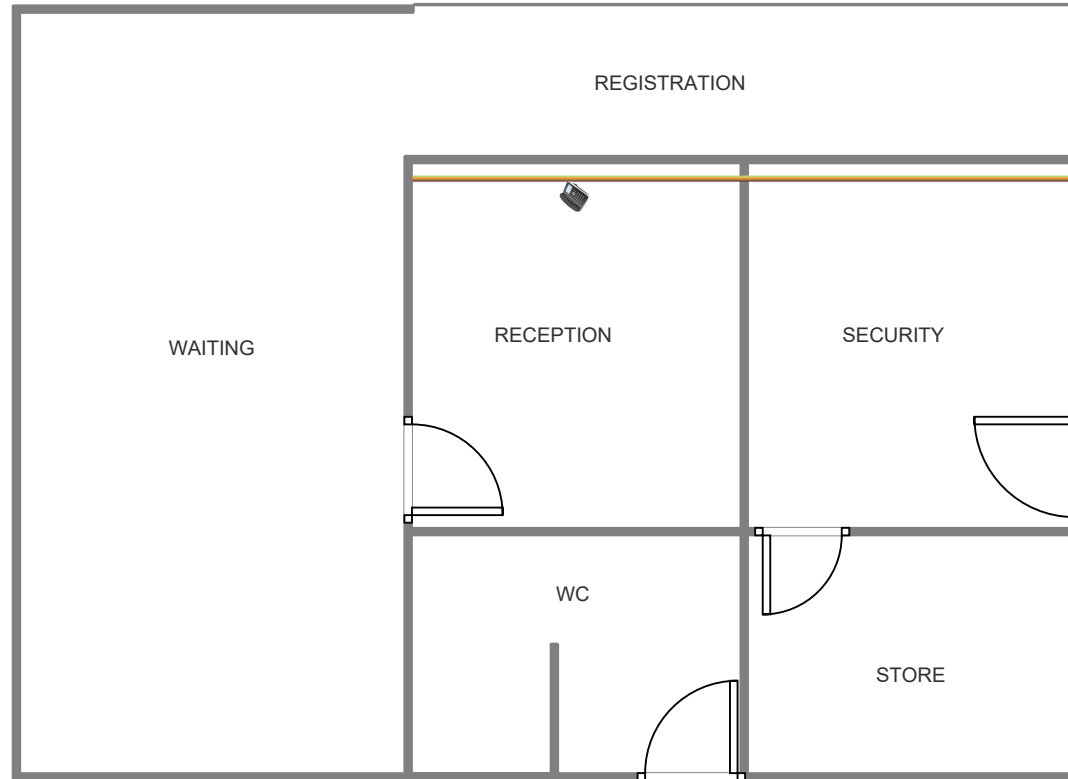 REGISTRATION
WAITING
RECEPTION
SECURITY
WC
STORE